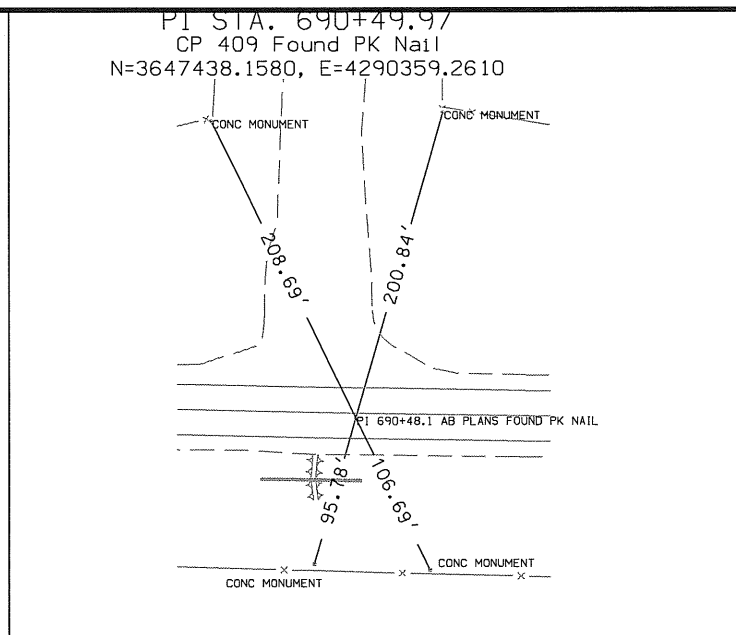 PI STA. 690+49.97
CP 409 Found PK Nail
N=3647438.1580, E=4290359.2610
CONC MONUMENT
CONC MONUMENT
208.69'
200.84'
PI 690+48.1 AB PLANS FOUND PK NAIL
95.78'
106.69'
CONC MONUMENT
CONC MONUMENT